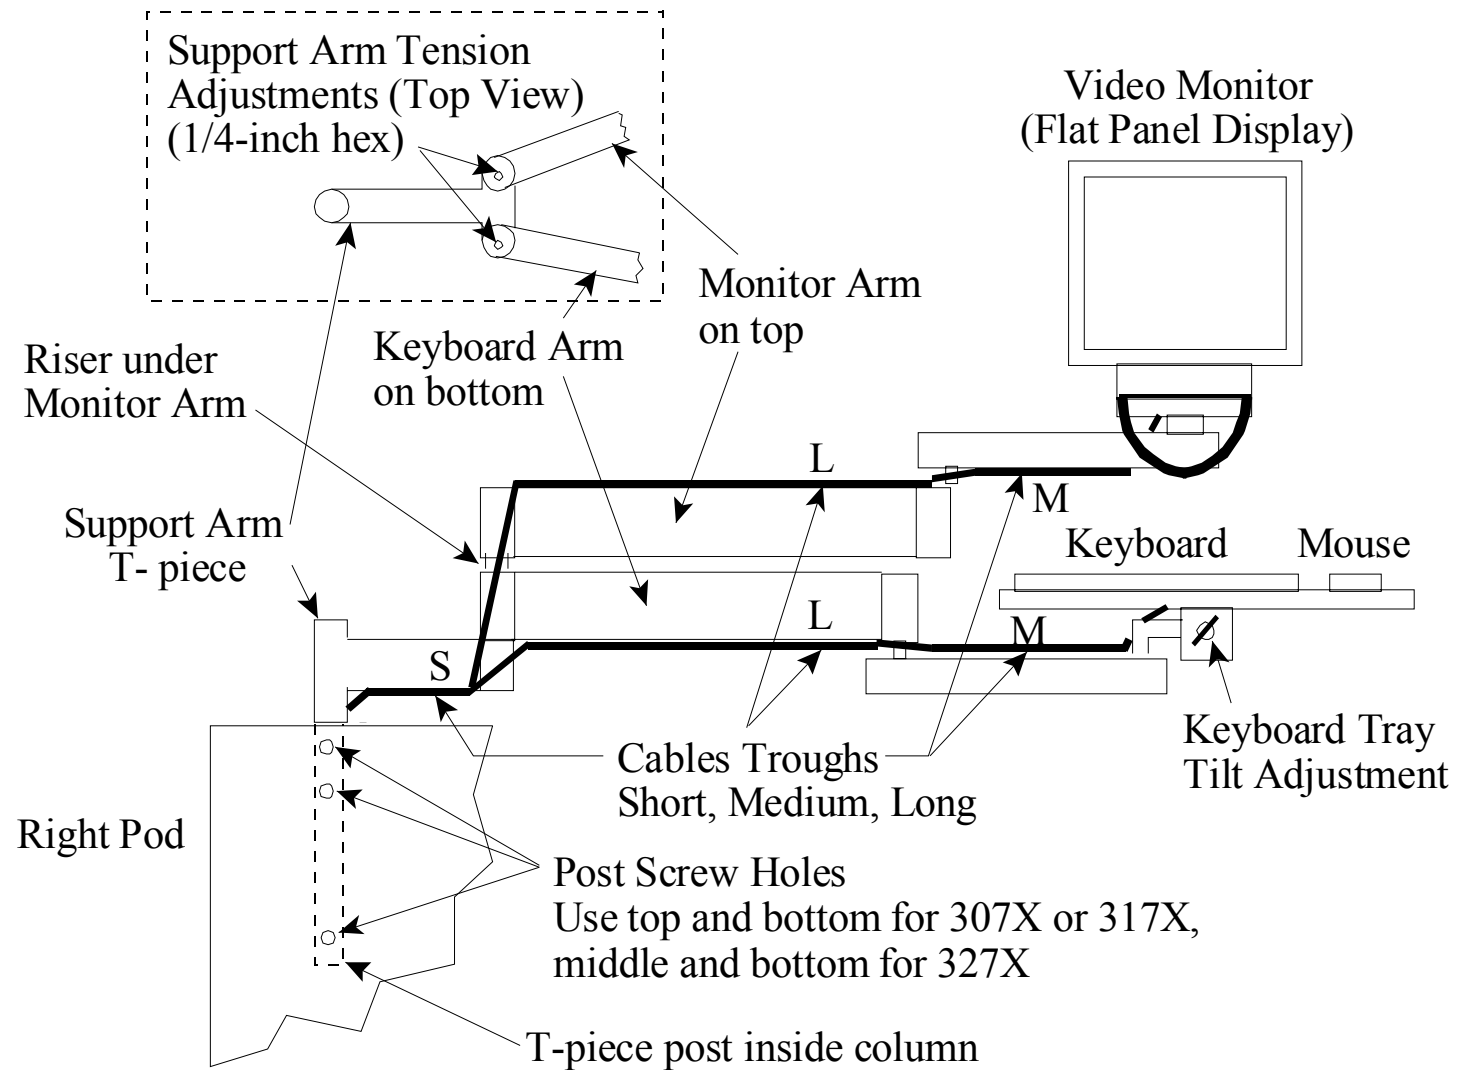 Support Arm Tension
Adjustments (Top View)
(1/4-inch hex)
Video Monitor
(Flat Panel Display)
Monitor Arm
on top
Keyboard Arm
on bottom
Riser under
Monitor Arm
L
M
Support Arm
T- piece
Keyboard
Mouse
L
M
S
Keyboard Tray
Tilt Adjustment
Cables Troughs
Short, Medium, Long
Right Pod
Post Screw Holes
Use top and bottom for 307X or 317X,
middle and bottom for 327X
T-piece post inside column